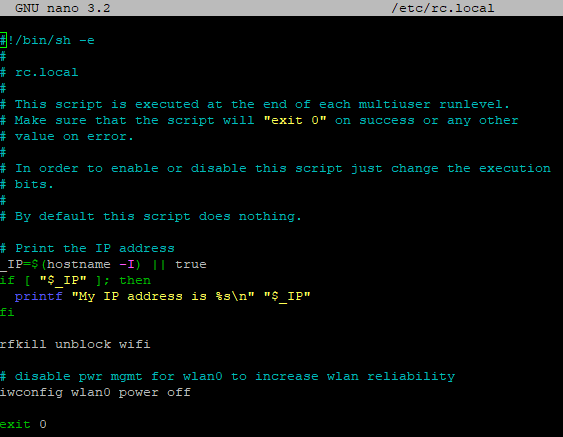 GNU nano 3.2 /etc/rc.local
#!/bin/sh -e
#
# rc.local
#
# This script is executed at the end of each multiuser runlevel.
# Make sure that the script will "exit 0" on success or any other
# value on error.
#
# In order to enable or disable this script just change the execution
# bits.
#
# By default this script does nothing.
# Print the IP address
_IP=$(hostname -I) || true
if [ "$_IP" ]; then
  printf "My IP address is %s\n" "$_IP"
fi
rfkill unblock wifi
# disable pwr mgmt for wlan0 to increase wlan reliability
iwconfig wlan0 power off
exit 0